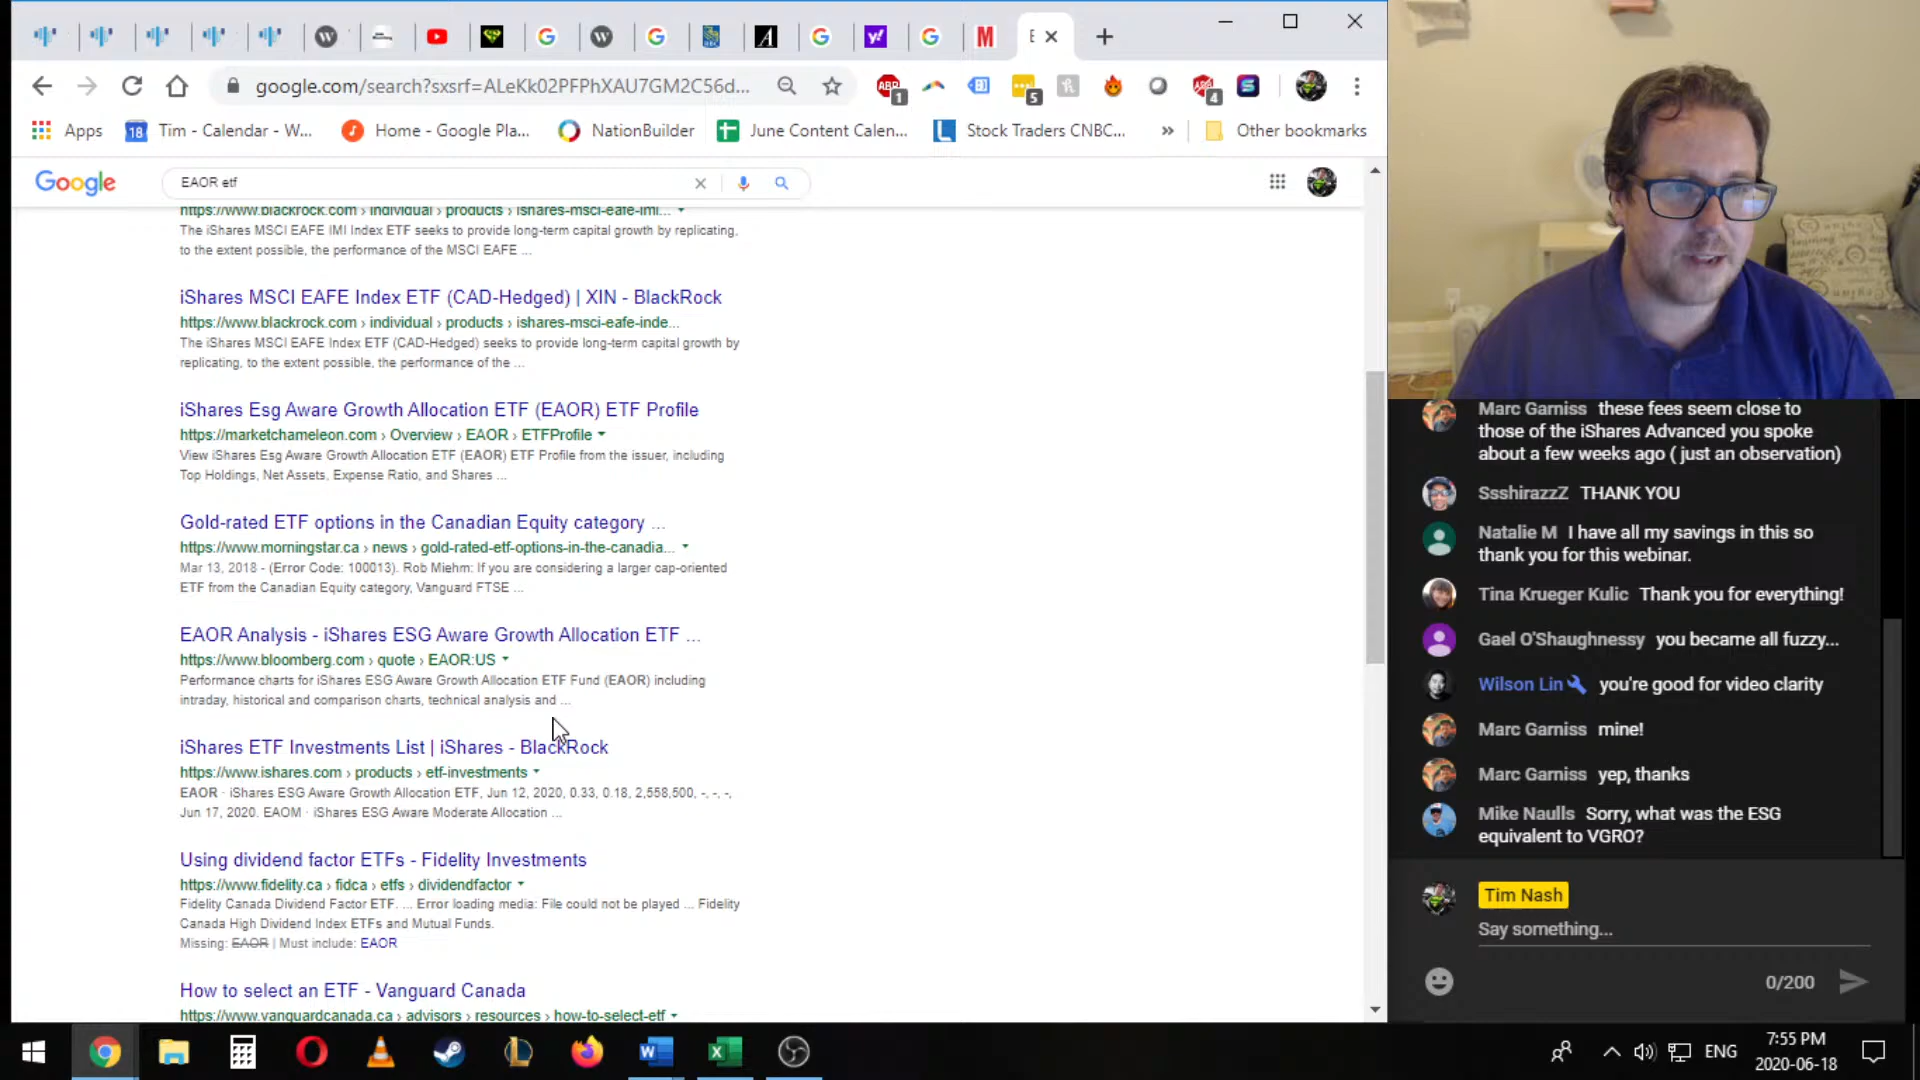 E
google.com/search?sxsrf=ALeKk02PFPhXAU7GM2C56d...
ABP
1
5
ABP
4
Apps
18
Tim - Calendar - W...
Home - Google Pla...
NationBuilder
June Content Calen...
Stock Traders CNBC...
»
Other bookmarks
Google
EAOR etf
https://www.blackrock.com › individual › products › ishares-msci-eafe-imi...
The iShares MSCI EAFE IMI Index ETF seeks to provide long-term capital growth by replicating,
to the extent possible, the performance of the MSCI EAFE ...
iShares MSCI EAFE Index ETF (CAD-Hedged) | XIN - BlackRock
https://www.blackrock.com › individual › products › ishares-msci-eafe-inde...
The iShares MSCI EAFE Index ETF (CAD-Hedged) seeks to provide long-term capital growth by
replicating, to the extent possible, the performance of the ...
iShares Esg Aware Growth Allocation ETF (EAOR) ETF Profile
https://marketchameleon.com › Overview › EAOR › ETFProfile
View iShares Esg Aware Growth Allocation ETF (EAOR) ETF Profile from the issuer, including
Top Holdings, Net Assets, Expense Ratio, and Shares ...
Gold-rated ETF options in the Canadian Equity category ...
https://www.morningstar.ca › news › gold-rated-etf-options-in-the-canadia...
Mar 13, 2018 - (Error Code: 100013). Rob Miehm: If you are considering a larger cap-oriented
ETF from the Canadian Equity category, Vanguard FTSE ...
EAOR Analysis - iShares ESG Aware Growth Allocation ETF ...
https://www.bloomberg.com › quote › EAOR:US
Performance charts for iShares ESG Aware Growth Allocation ETF Fund (EAOR) including
intraday, historical and comparison charts, technical analysis and ...
iShares ETF Investments List | iShares - BlackRock
https://www.ishares.com › products › etf-investments
EAOR · iShares ESG Aware Growth Allocation ETF, Jun 12, 2020, 0.33, 0.18, 2,558,500, -, -, -,
Jun 17, 2020. EAOM · iShares ESG Aware Moderate Allocation ...
Using dividend factor ETFs - Fidelity Investments
https://www.fidelity.ca › fidca › etfs › dividendfactor
Fidelity Canada Dividend Factor ETF. ... Error loading media: File could not be played ... Fidelity
Canada High Dividend Index ETFs and Mutual Funds.
Missing: EAOR | Must include: EAOR
How to select an ETF - Vanguard Canada
https://www.vanguardcanada.ca › advisors › resources › how-to-select-etf
Marc Garniss these fees seem close to
those of the iShares Advanced you spoke
about a few weeks ago ( just an observation)
SsshirazzZ THANK YOU
Natalie M I have all my savings in this so
thank you for this webinar.
Tina Krueger Kulic Thank you for everything!
Gael O'Shaughnessy you became all fuzzy...
Wilson Lin you're good for video clarity
Marc Garniss mine!
Marc Garniss yep, thanks
Mike Naulls Sorry, what was the ESG
equivalent to VGRO?
Tim Nash
Say something...
0/200
ENG
7:55 PM
2020-06-18